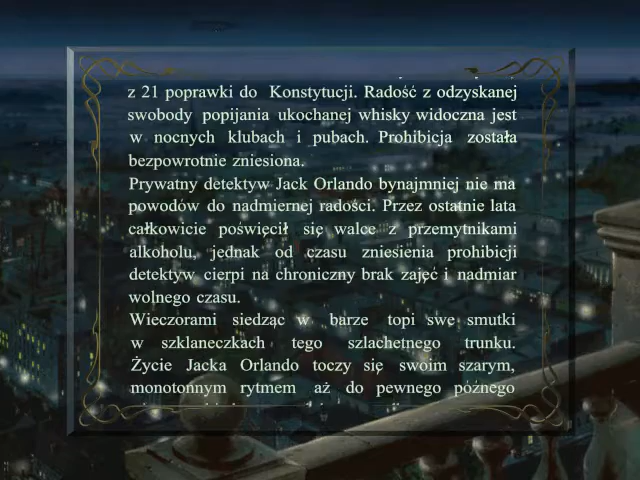 z 21 poprawki do Konstytucji. Radość z odzyskanej
swobody popijania ukochanej whisky widoczna jest
w nocnych klubach i pubach. Prohibicja została
bezpowrotnie zniesiona.
Prywatny detektyw Jack Orlando bynajmniej nie ma
powodów do nadmiernej radości. Przez ostatnie lata
całkowicie poświęcił się walce z przemytnikami
alkoholu, jednak od czasu zniesienia prohibicji
detektyw cierpi na chroniczny brak zajęć i nadmiar
wolnego czasu.
Wieczorami siedząc w barze topi swe smutki
w szklaneczkach tego szlachetnego trunku.
Życie Jacka Orlando toczy się swoim szarym,
monotonnym rytmem aż do pewnego późnego